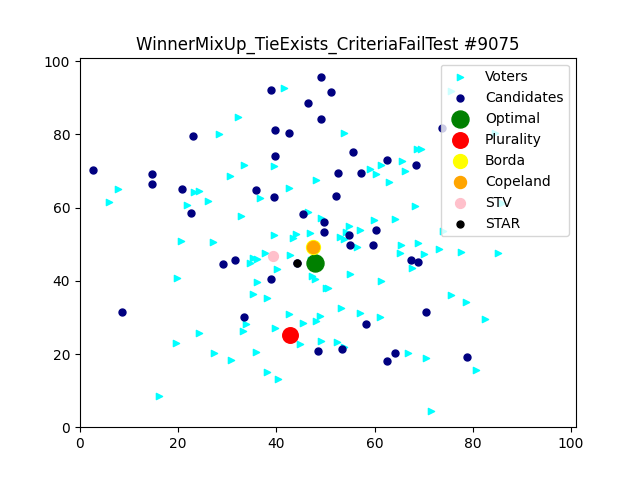 WinnerMixUp_TieExists_CriteriaFailTest #9075
100
80
60
40
20
0
0
20
40
60
80
100
Voters
Candidates
Optimal
Plurality
Borda
Copeland
STV
STAR